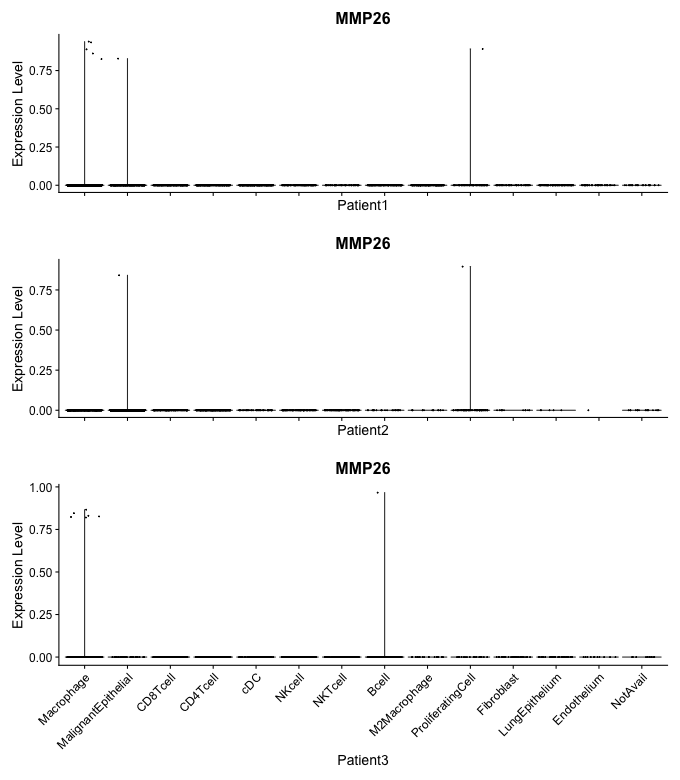 MMP26
Expression Level
0.75
0.50
0.25
0.00
Patient1
MMP26
Expression Level
0.75
0.50
0.25
0.00
Patient2
MMP26
Expression Level
1.00
0.75
0.50
0.25
0.00
Macrophage
MalignantEpithelial
CD8Tcell
CD4Tcell
cDC
NKcell
NKTcell
Bcell
M2Macrophage
ProliferatingCell
Fibroblast
LungEpithelium
Endothelium
NotAvail
Patient3